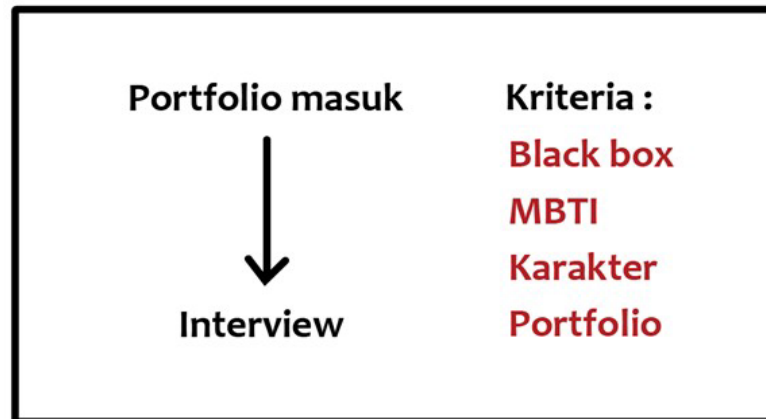 Portfolio masuk
Interview
Kriteria :
Black box
MBTI
Karakter
Portfolio